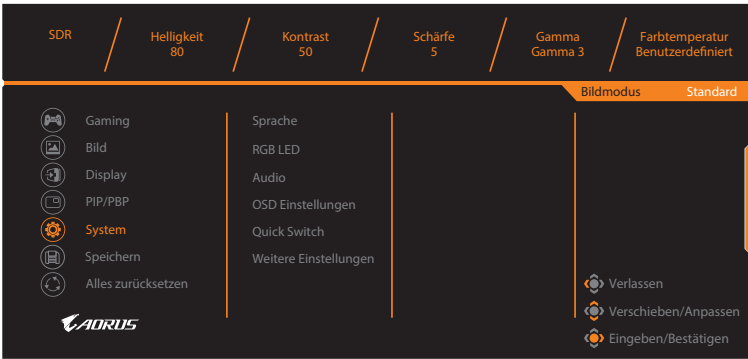 SDR
Helligkeit
80
Kontrast
50
Schärfe
5
Gamma
Gamma 3
Farbtemperatur
Benutzerdefiniert
Bildmodus Standard
Gaming
Bild
Display
PIP/PBP
System
Speichern
Alles zurücksetzen
Sprache
RGB LED
Audio
OSD Einstellungen
Quick Switch
Weitere Einstellungen
Verlassen
Verschieben/Anpassen
Eingeben/Bestätigen
AORUS